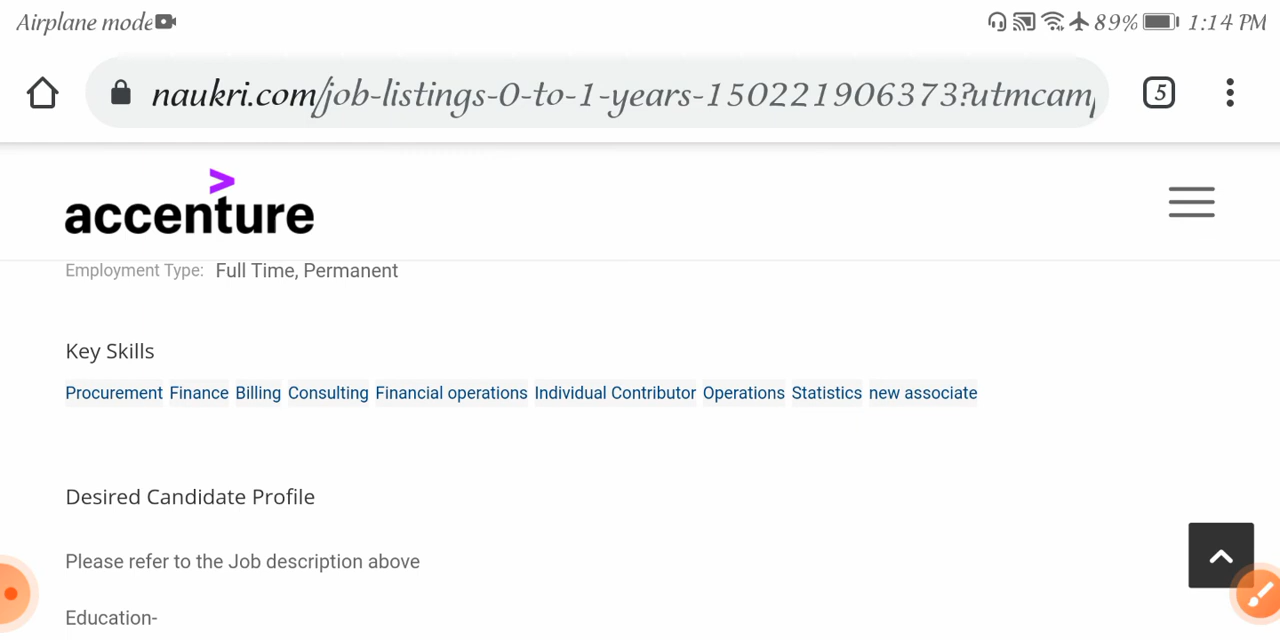 Airplane mode 89% 1:14 PM
naukri.com/job-listings-0-to-1-years-150221906373?utmcam 5
>
accenture
Employment Type: Full Time, Permanent
Key Skills
Procurement Finance Billing Consulting Financial operations Individual Contributor Operations Statistics new associate
Desired Candidate Profile
Please refer to the Job description above
Education-